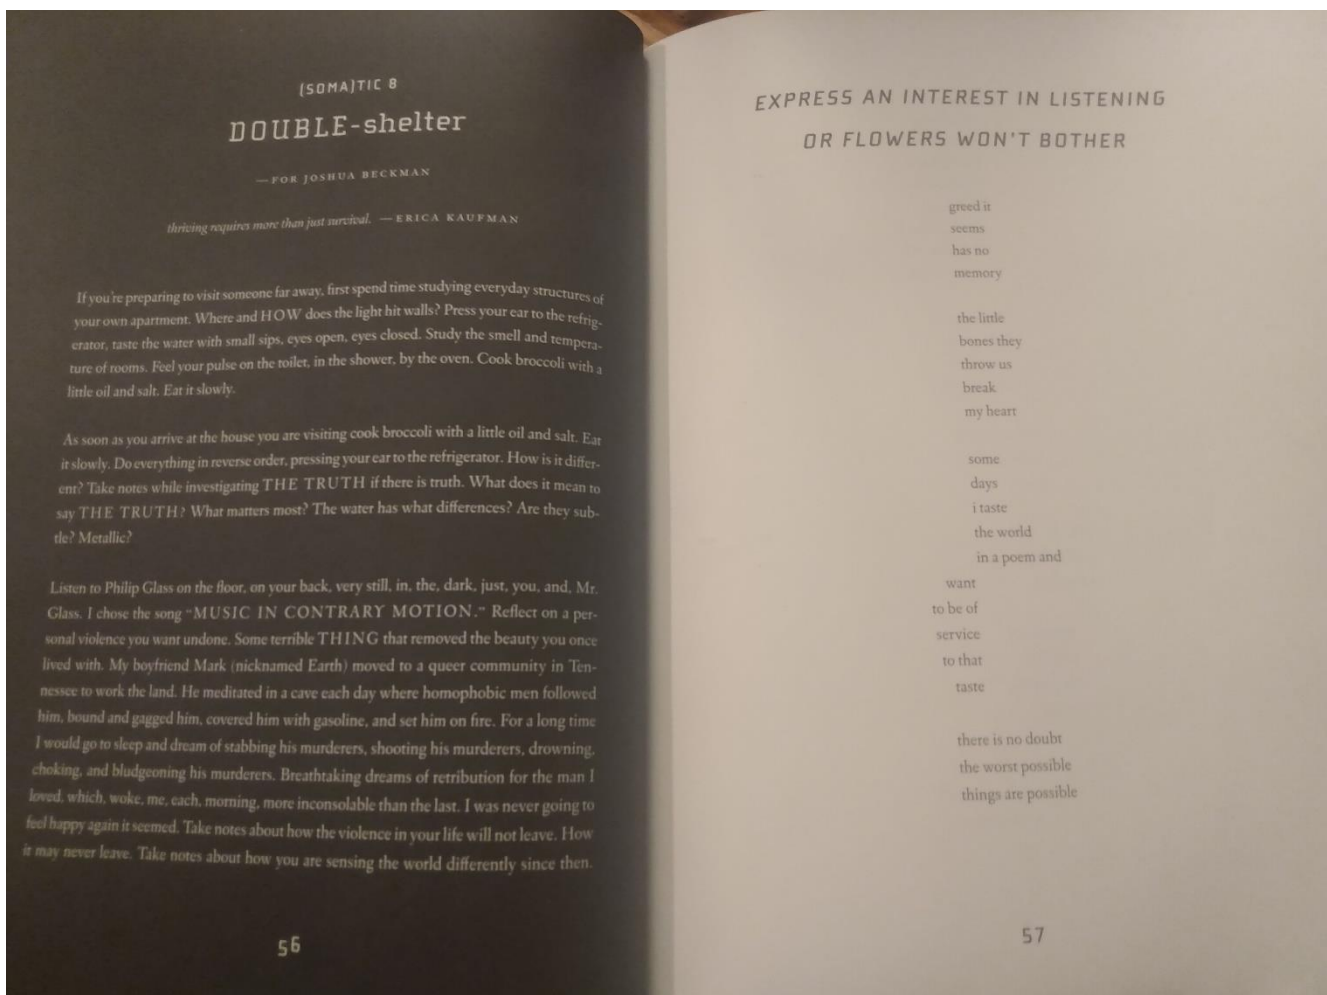 (SOMA)TIC 8
DOUBLE-shelter
—FOR JOSHUA BECKMAN
thriving requires more than just survival. —ERICA KAUFMAN
If you're preparing to visit someone far away, first spend time studying everyday structures of
your own apartment. Where and HOW does the light hit walls? Press your ear to the refrig-
erator, taste the water with small sips, eyes open, eyes closed. Study the smell and tempera-
ture of rooms. Feel your pulse on the toilet, in the shower, by the oven. Cook broccoli with a
little oil and salt. Eat it slowly.
As soon as you arrive at the house you are visiting cook broccoli with a little oil and salt. Eat
it slowly. Do everything in reverse order, pressing your ear to the refrigerator. How is it differ-
ent? Take notes while investigating THE TRUTH if there is truth. What does it mean to
say THE TRUTH? What matters most? The water has what differences? Are they sub-
tle? Metallic?
Listen to Philip Glass on the floor, on your back, very still, in, the, dark, just, you, and, Mr.
Glass. I chose the song "MUSIC IN CONTRARY MOTION." Reflect on a per-
sonal violence you want undone. Some terrible THING that removed the beauty you once
lived with. My boyfriend Mark (nicknamed Earth) moved to a queer community in Ten-
nessee to work the land. He meditated in a cave each day where homophobic men followed
him, bound and gagged him, covered him with gasoline, and set him on fire. For a long time
I would go to sleep and dream of stabbing his murderers, shooting his murderers, drowning,
choking, and bludgeoning his murderers. Breathtaking dreams of retribution for the man I
loved, which, woke, me, each, morning, more inconsolable than the last. I was never going to
feel happy again it seemed. Take notes about how the violence in your life will not leave. How
it may never leave. Take notes about how you are sensing the world differently since then.
56
EXPRESS AN INTEREST IN LISTENING
OR FLOWERS WON'T BOTHER
greed it
seems
has no
memory
the little
bones they
throw us
break
my heart
some
days
i taste
the world
in a poem and
want
to be of
service
to that
taste
there is no doubt
the worst possible
things are possible
57